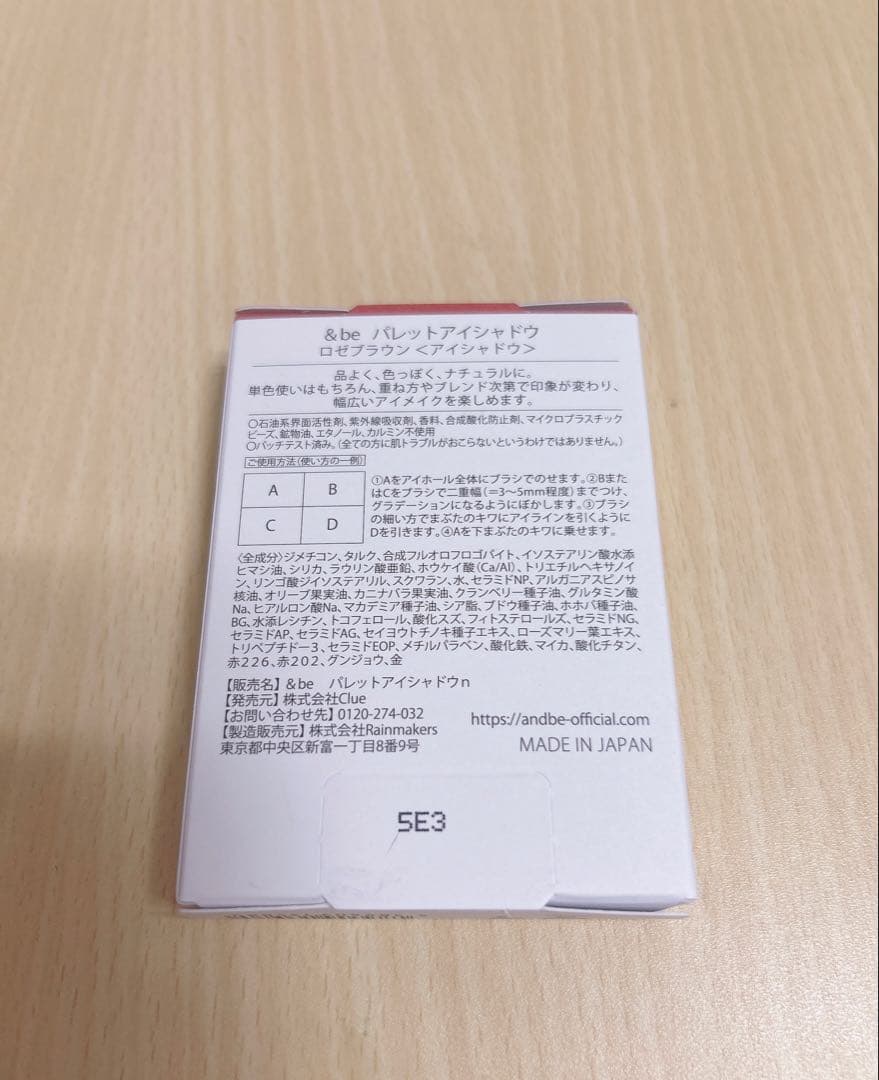 &be パレットアイシャドウ
ロゼブラウン＜アイシャドウ＞
品よく、色っぽく、ナチュラルに。
単色使いはもちろん、重ね方やブレンド次第で印象が変わり、
幅広いアイメイクを楽しめます。
○石油系界面活性剤、紫外線吸収剤、香料、合成酸化防止剤、マイクロプラスチック
ビーズ、鉱物油、エタノール、カルミン不使用
○パッチテスト済み。（全ての方に肌トラブルがおこらないというわけではありません。）
ご使用方法（使い方の一例）
A B
C D
①Aをアイホール全体にブラシでのせます。②Bまた
はCをブラシで二重幅（＝3〜5mm程度）までつけ、
グラデーションになるようにぼかします。③ブラシ
の細い方でまぶたのキワにアイラインを引くように
Dを引きます。④Aを下まぶたのキワに乗せます。
〈全成分〉ジメチコン、タルク、合成フルオロフロゴパイト、イソステアリン酸水添
ヒマシ油、シリカ、ラウリン酸亜鉛、ホウケイ酸（Ca/Al）、トリエチルヘキサノイ
ン、リンゴ酸ジイソステアリル、スクワラン、水、セラミドNP、アルガニアスピノサ
核油、オリーブ果実油、カニナバラ果実油、クランベリー種子油、グルタミン酸
Na、ヒアルロン酸Na、マカデミア種子油、シア脂、ブドウ種子油、ホホバ種子油、
BG、水添レシチン、トコフェロール、酸化スズ、フィトステロールズ、セラミドNG、
セラミドAP、セラミドAG、セイヨウトチノキ種子エキス、ローズマリー葉エキス、
トリペプチドー3、セラミドEOP、メチルパラベン、酸化鉄、マイカ、酸化チタン、
赤226、赤202、グンジョウ、金
【販売名】&be パレットアイシャドウn
【発売元】株式会社Clue
【お問い合わせ先】0120-274-032
【製造販売元】株式会社Rainmakers
東京都中央区新富一丁目8番9号
https://andbe-official.com
MADE IN JAPAN
5E3